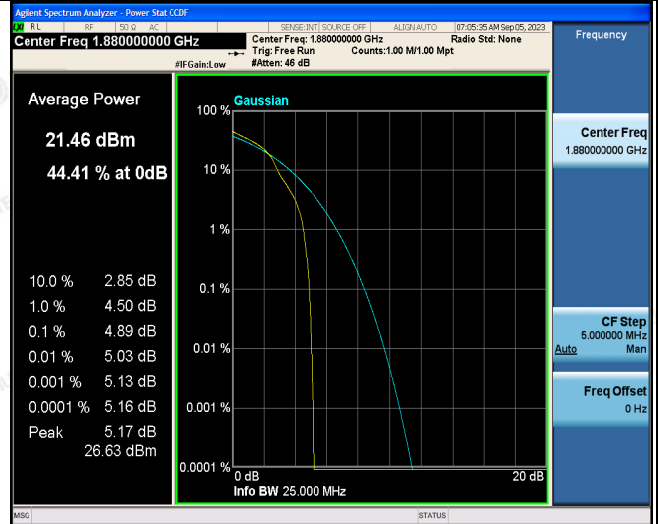 Agilent Spectrum Analyzer - Power Stat CCDF
RL RF 50 Ω AC SENSE:INT SOURCE OFF ALIGNAUTO 07:05:35 AM Sep 05, 2023
Center Freq 1.880000000 GHz
Center Freq: 1.880000000 GHz Radio Std: None
Trig: Free Run Counts:1.00 M/1.00 Mpt
#IFGain:Low #Atten: 46 dB
Frequency
Average Power
21.46 dBm
44.41 % at 0dB
10.0 % 2.85 dB
1.0 % 4.50 dB
0.1 % 4.89 dB
0.01 % 5.03 dB
0.001 % 5.13 dB
0.0001 % 5.16 dB
Peak 5.17 dB
26.63 dBm
Gaussian
100 %
10 %
1 %
0.1 %
0.01 %
0.001 %
0.0001 %
0 dB 20 dB
Info BW 25.000 MHz
Center Freq
1.880000000 GHz
CF Step
5.000000 MHz
Auto Man
Freq Offset
0 Hz
MSG STATUS